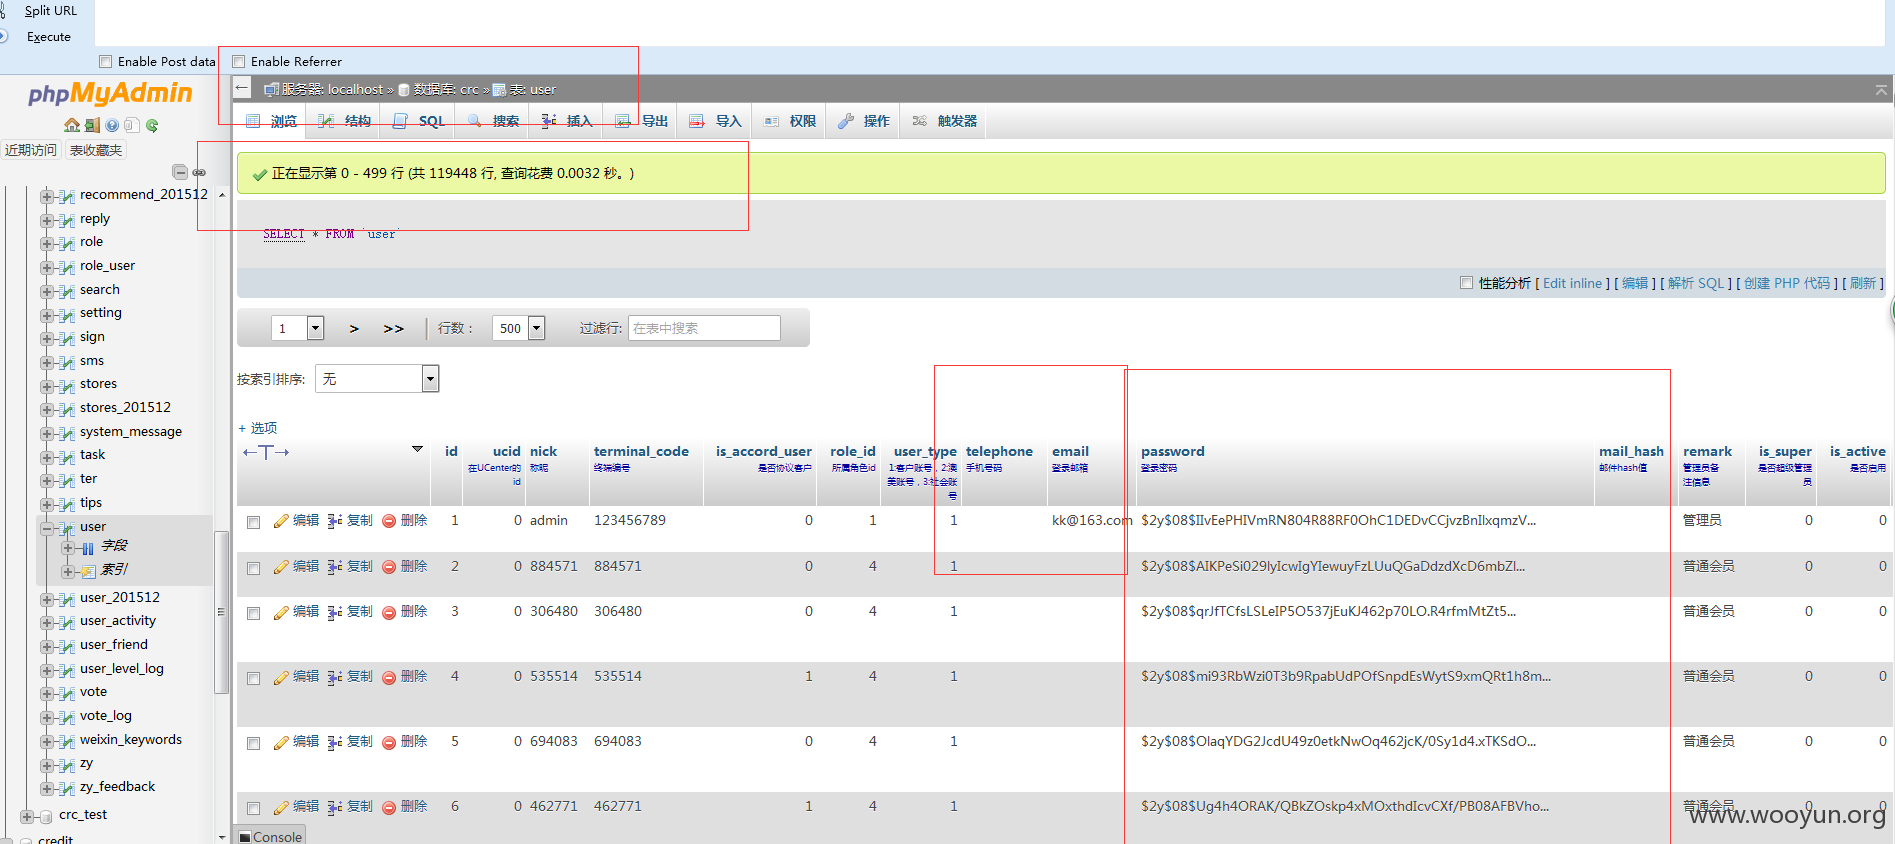 Split URL
Execute
Enable Post data Enable Referrer
phpMyAdmin
近期访问 表收藏夹
recommend_201512
reply
role
role_user
search
setting
sign
sms
stores
stores_201512
system_message
task
ter
tips
user
字段
索引
user_201512
user_activity
user_friend
user_level_log
vote
vote_log
weixin_keywords
zy
zy_feedback
crc_test
credit
服务器: localhost » 数据库: crc » 表: user
浏览 结构 SQL 搜索 插入 导出 导入 权限 操作 触发器
正在显示第 0 - 499 行 (共 119448 行, 查询花费 0.0032 秒。)
SELECT * FROM `user`
性能分析 [ Edit inline ] [ 编辑 ] [ 解析 SQL ] [ 创建 PHP 代码 ] [ 刷新 ]
1 > >> 行数： 500 过滤行: 在表中搜索
按索引排序: 无
+ 选项
←T→ id ucid nick terminal_code is_accord_user role_id user_type telephone email password mail_hash remark is_super is_active
在UCenter的id 称昵 终端编号 是否协议客户 所属角色id 1:客户账号，2:澳美账号，3:社会账号 手机号码 登录邮箱 登录密码 邮件hash值 管理员备注信息 是否超级管理员 是否启用
编辑 复制 删除 1 0 admin 123456789 0 1 1 kk@163.com $2y$08$IIvEePHIVmRN804R88RF0OhC1DEDvCCjvzBnIlxqmzV... 管理员 0 0
编辑 复制 删除 2 0 884571 884571 0 4 1 $2y$08$AIKPeSi029lyIcwIgYIewuyFzLUuQGaDdzdXcD6mbZl... 普通会员 0 0
编辑 复制 删除 3 0 306480 306480 0 4 1 $2y$08$qrJfTCfsLSLeIP5O537jEuKJ462p70LO.R4rfmMtZt5... 普通会员 0 0
编辑 复制 删除 4 0 535514 535514 1 4 1 $2y$08$mi93RbWzi0T3b9RpabUdPOfSnpdEsWytS9xmQRt1h8m... 普通会员 0 0
编辑 复制 删除 5 0 694083 694083 0 4 1 $2y$08$OlaqYDG2JcdU49z0etkNwOq462jcK/0Sy1d4.xTKSdO... 普通会员 0 0
编辑 复制 删除 6 0 462771 462771 1 4 1 $2y$08$Ug4h4ORAK/QBkZOskp4xMOxthdIcvCXf/PB08AFBVho... 普通会员 0 0
Console
www.wooyun.org